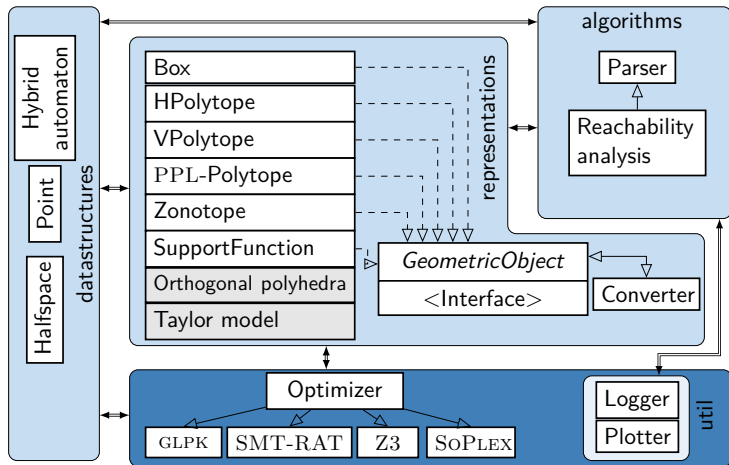 Hybrid
automaton
Point
Halfspace
datastructures
Box
HPolytope
VPolytope
PPL-Polytope
Zonotope
SupportFunction
Orthogonal polyhedra
Taylor model
representations
GeometricObject
<Interface>
Converter
algorithms
Parser
Reachability
analysis
Optimizer
GLPK
SMT-RAT
Z3
SoPlex
Logger
Plotter
util